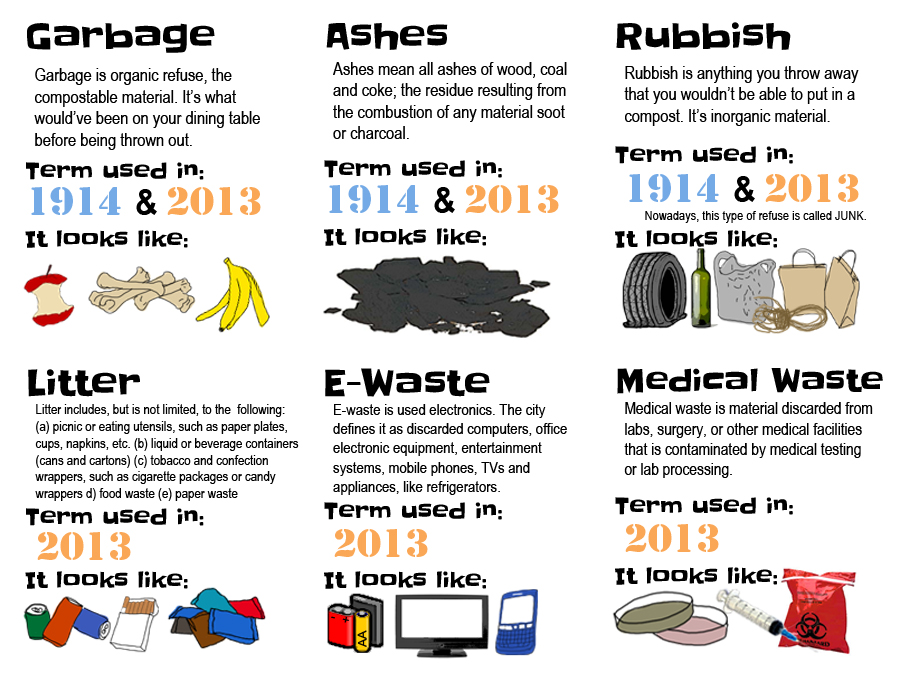 Garbage
Garbage is organic refuse, the
compostable material. It's what
would've been on your dining table
before being thrown out.
Term used in:
1914 & 2013
It looks like:
Ashes
Ashes mean all ashes of wood, coal
and coke; the residue resulting from
the combustion of any material soot
or charcoal.
Term used in:
1914 & 2013
It looks like:
Rubbish
Rubbish is anything you throw away
that you wouldn't be able to put in a
compost. It's inorganic material.
Term used in:
1914 & 2013
Nowadays, this type of refuse is called JUNK.
It looks like:
Litter
Litter includes, but is not limited, to the following:
(a) picnic or eating utensils, such as paper plates,
cups, napkins, etc. (b) liquid or beverage containers
(cans and cartons) (c) tobacco and confection
wrappers, such as cigarette packages or candy
wrappers d) food waste (e) paper waste
Term used in:
2013
It looks like:
E-Waste
E-waste is used electronics. The city
defines it as discarded computers, office
electronic equipment, entertainment
systems, mobile phones, TVs and
appliances, like refrigerators.
Term used in:
2013
It looks like:
AA
Medical Waste
Medical waste is material discarded from
labs, surgery, or other medical facilities
that is contaminated by medical testing
or lab processing.
Term used in:
2013
It looks like: